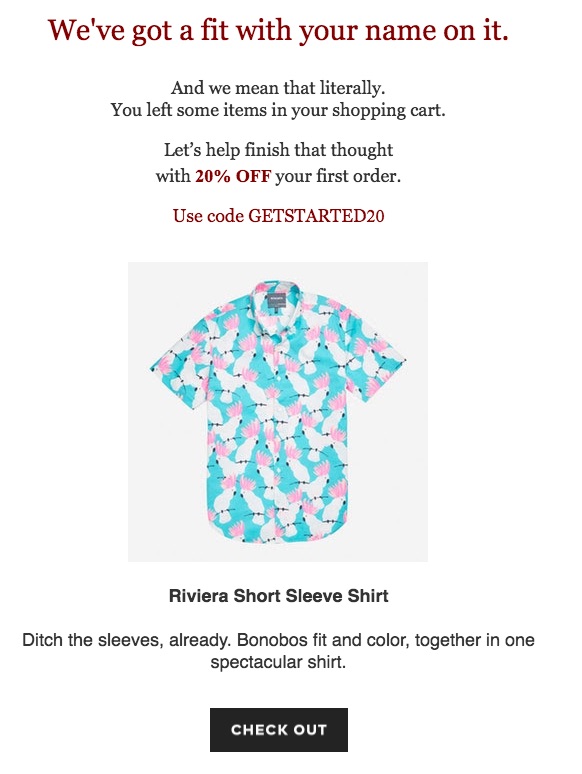 We've got a fit with your name on it.
And we mean that literally.
You left some items in your shopping cart.
Let’s help finish that thought
with 20% OFF your first order.
Use code GETSTARTED20
Riviera Short Sleeve Shirt
Ditch the sleeves, already. Bonobos fit and color, together in one
spectacular shirt.
CHECK OUT